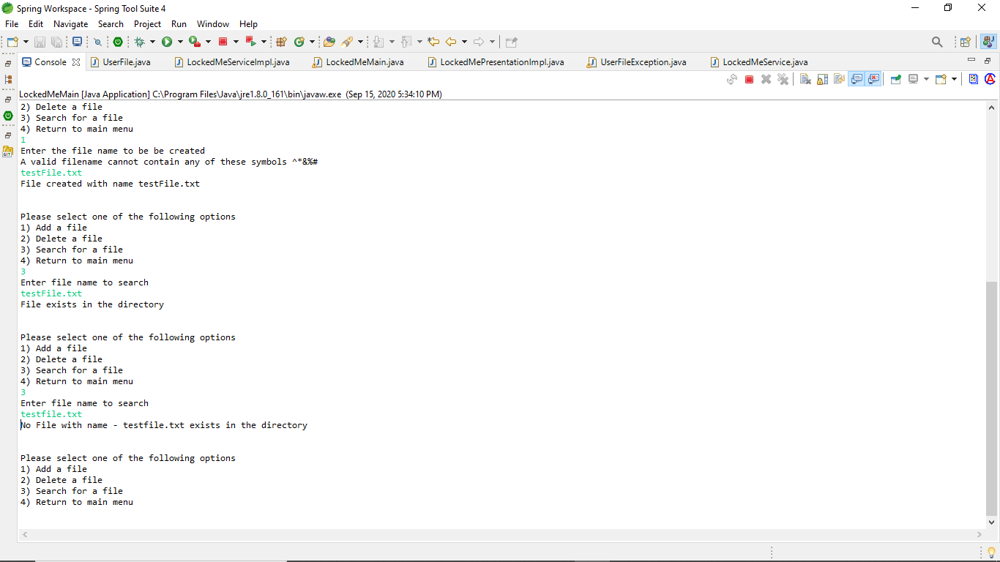 Spring Workspace - Spring Tool Suite 4
File Edit Navigate Search Project Run Window Help
Console UserFile.java LockedMeServiceImpl.java LockedMeMain.java LockedMePresentationImpl.java UserFileException.java LockedMeService.java
LockedMeMain [Java Application] C:\Program Files\Java\jre1.8.0_161\bin\javaw.exe (Sep 15, 2020 5:34:10 PM)
2) Delete a file
3) Search for a file
4) Return to main menu
1
Enter the file name to be be created
A valid filename cannot contain any of these symbols ^*&%#
testFile.txt
File created with name testFile.txt
Please select one of the following options
1) Add a file
2) Delete a file
3) Search for a file
4) Return to main menu
3
Enter file name to search
testFile.txt
File exists in the directory
Please select one of the following options
1) Add a file
2) Delete a file
3) Search for a file
4) Return to main menu
3
Enter file name to search
testfile.txt
No File with name - testfile.txt exists in the directory
Please select one of the following options
1) Add a file
2) Delete a file
3) Search for a file
4) Return to main menu
GIT